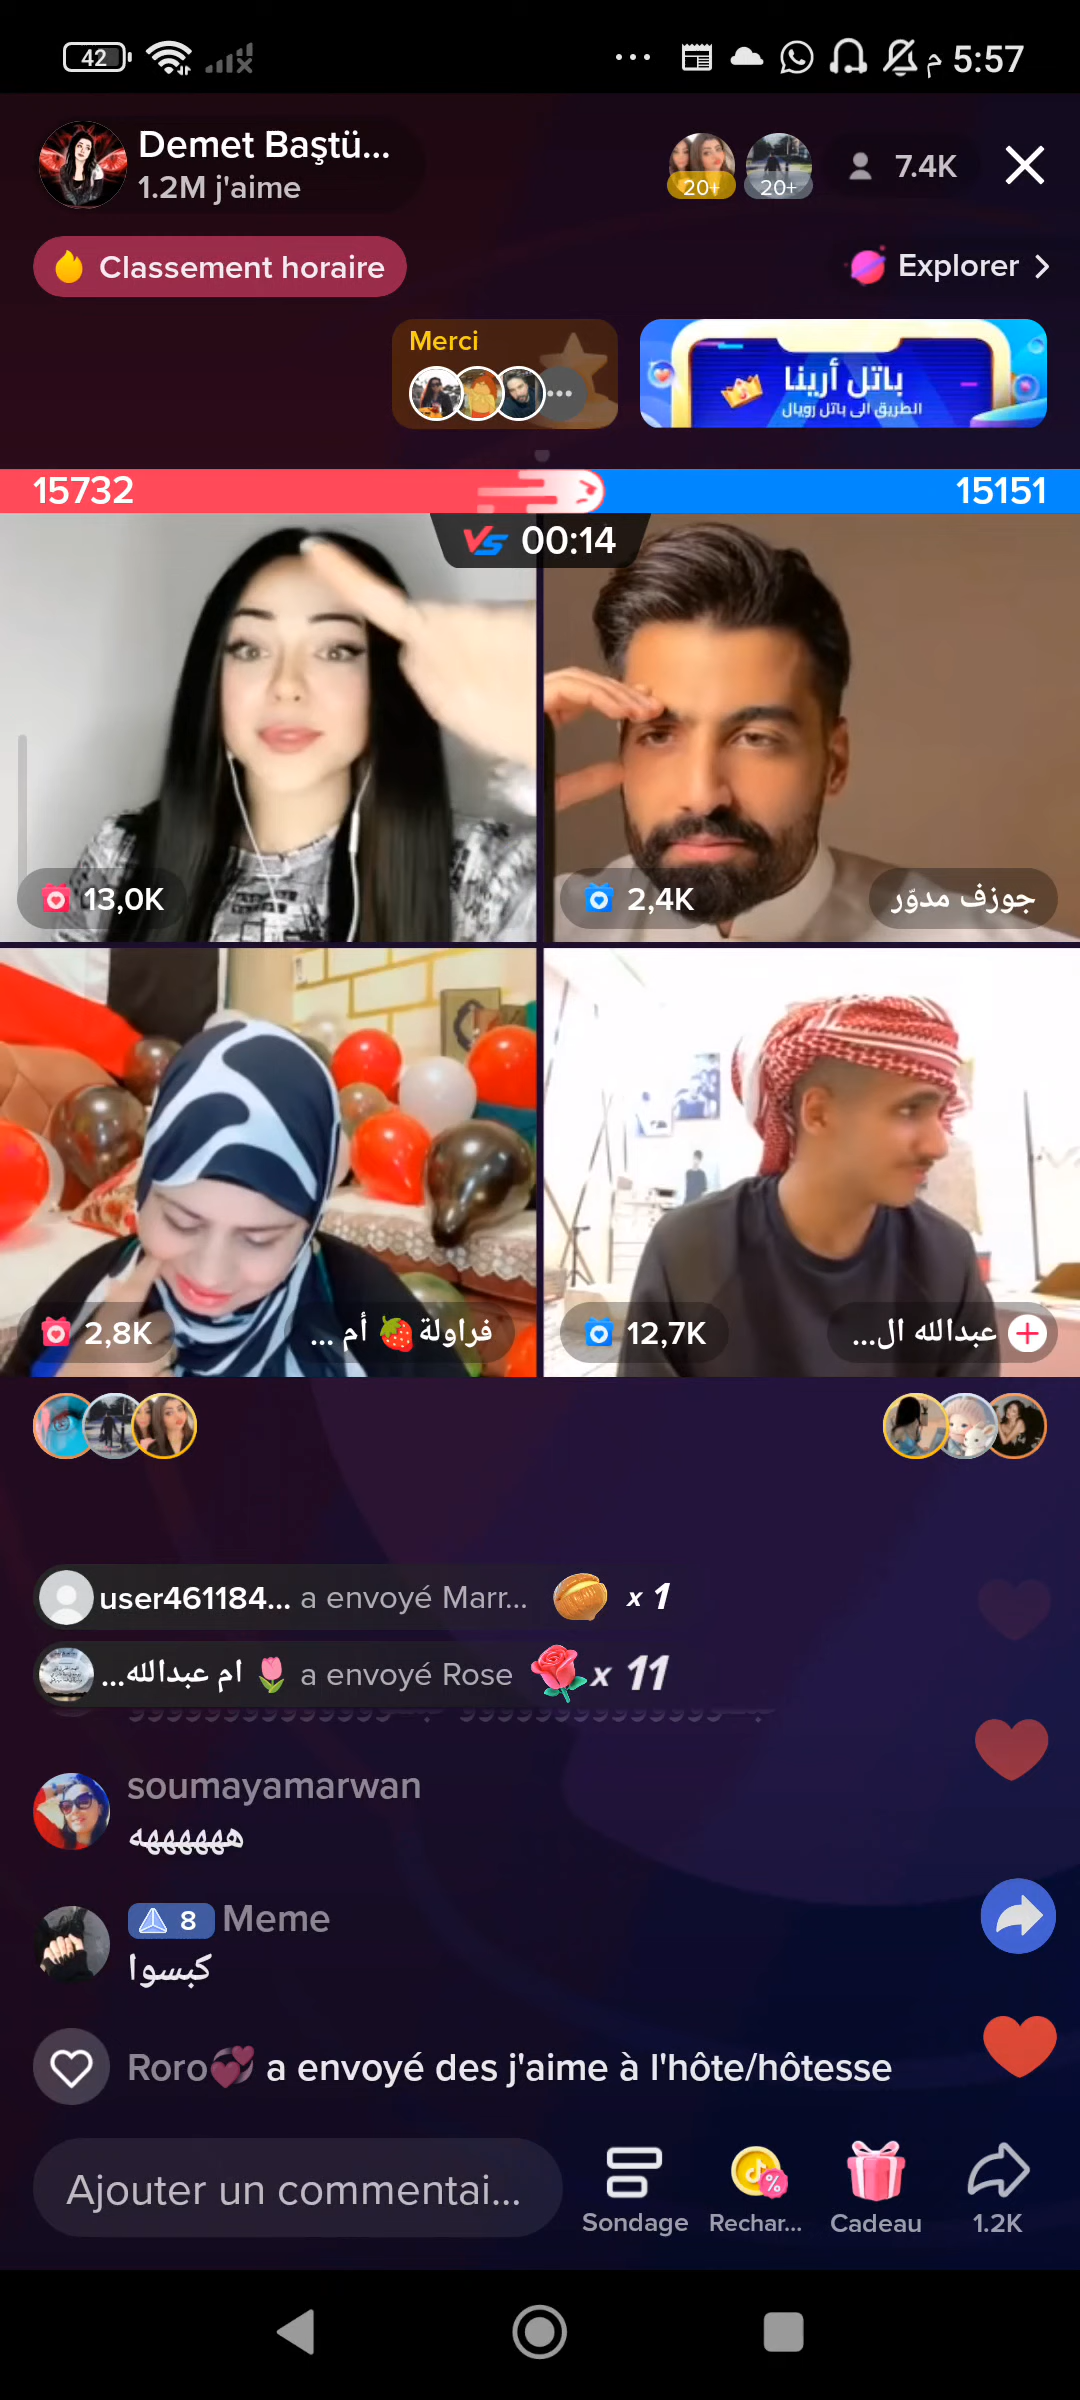 42
... م 5:57
Demet Baştü...
1.2M j'aime
20+
20+
7.4K
Classement horaire
Explorer
Merci
باتل أرينا
الطريق الى باتل رويال
15732
15151
VS 00:14
13,0K
2,4K
جوزف مدوّر
2,8K
فراولة🍓 أم ...
12,7K
عبدالله ال...
user461184... a envoyé Marr... x 1
ام عبدالله... 🌷 a envoyé Rose x 11
soumayamarwan
ههههههه
8 Meme
كبسوا
Roro💞 a envoyé des j'aime à l'hôte/hôtesse
Ajouter un commentai...
Sondage
Rechar...
Cadeau
1.2K